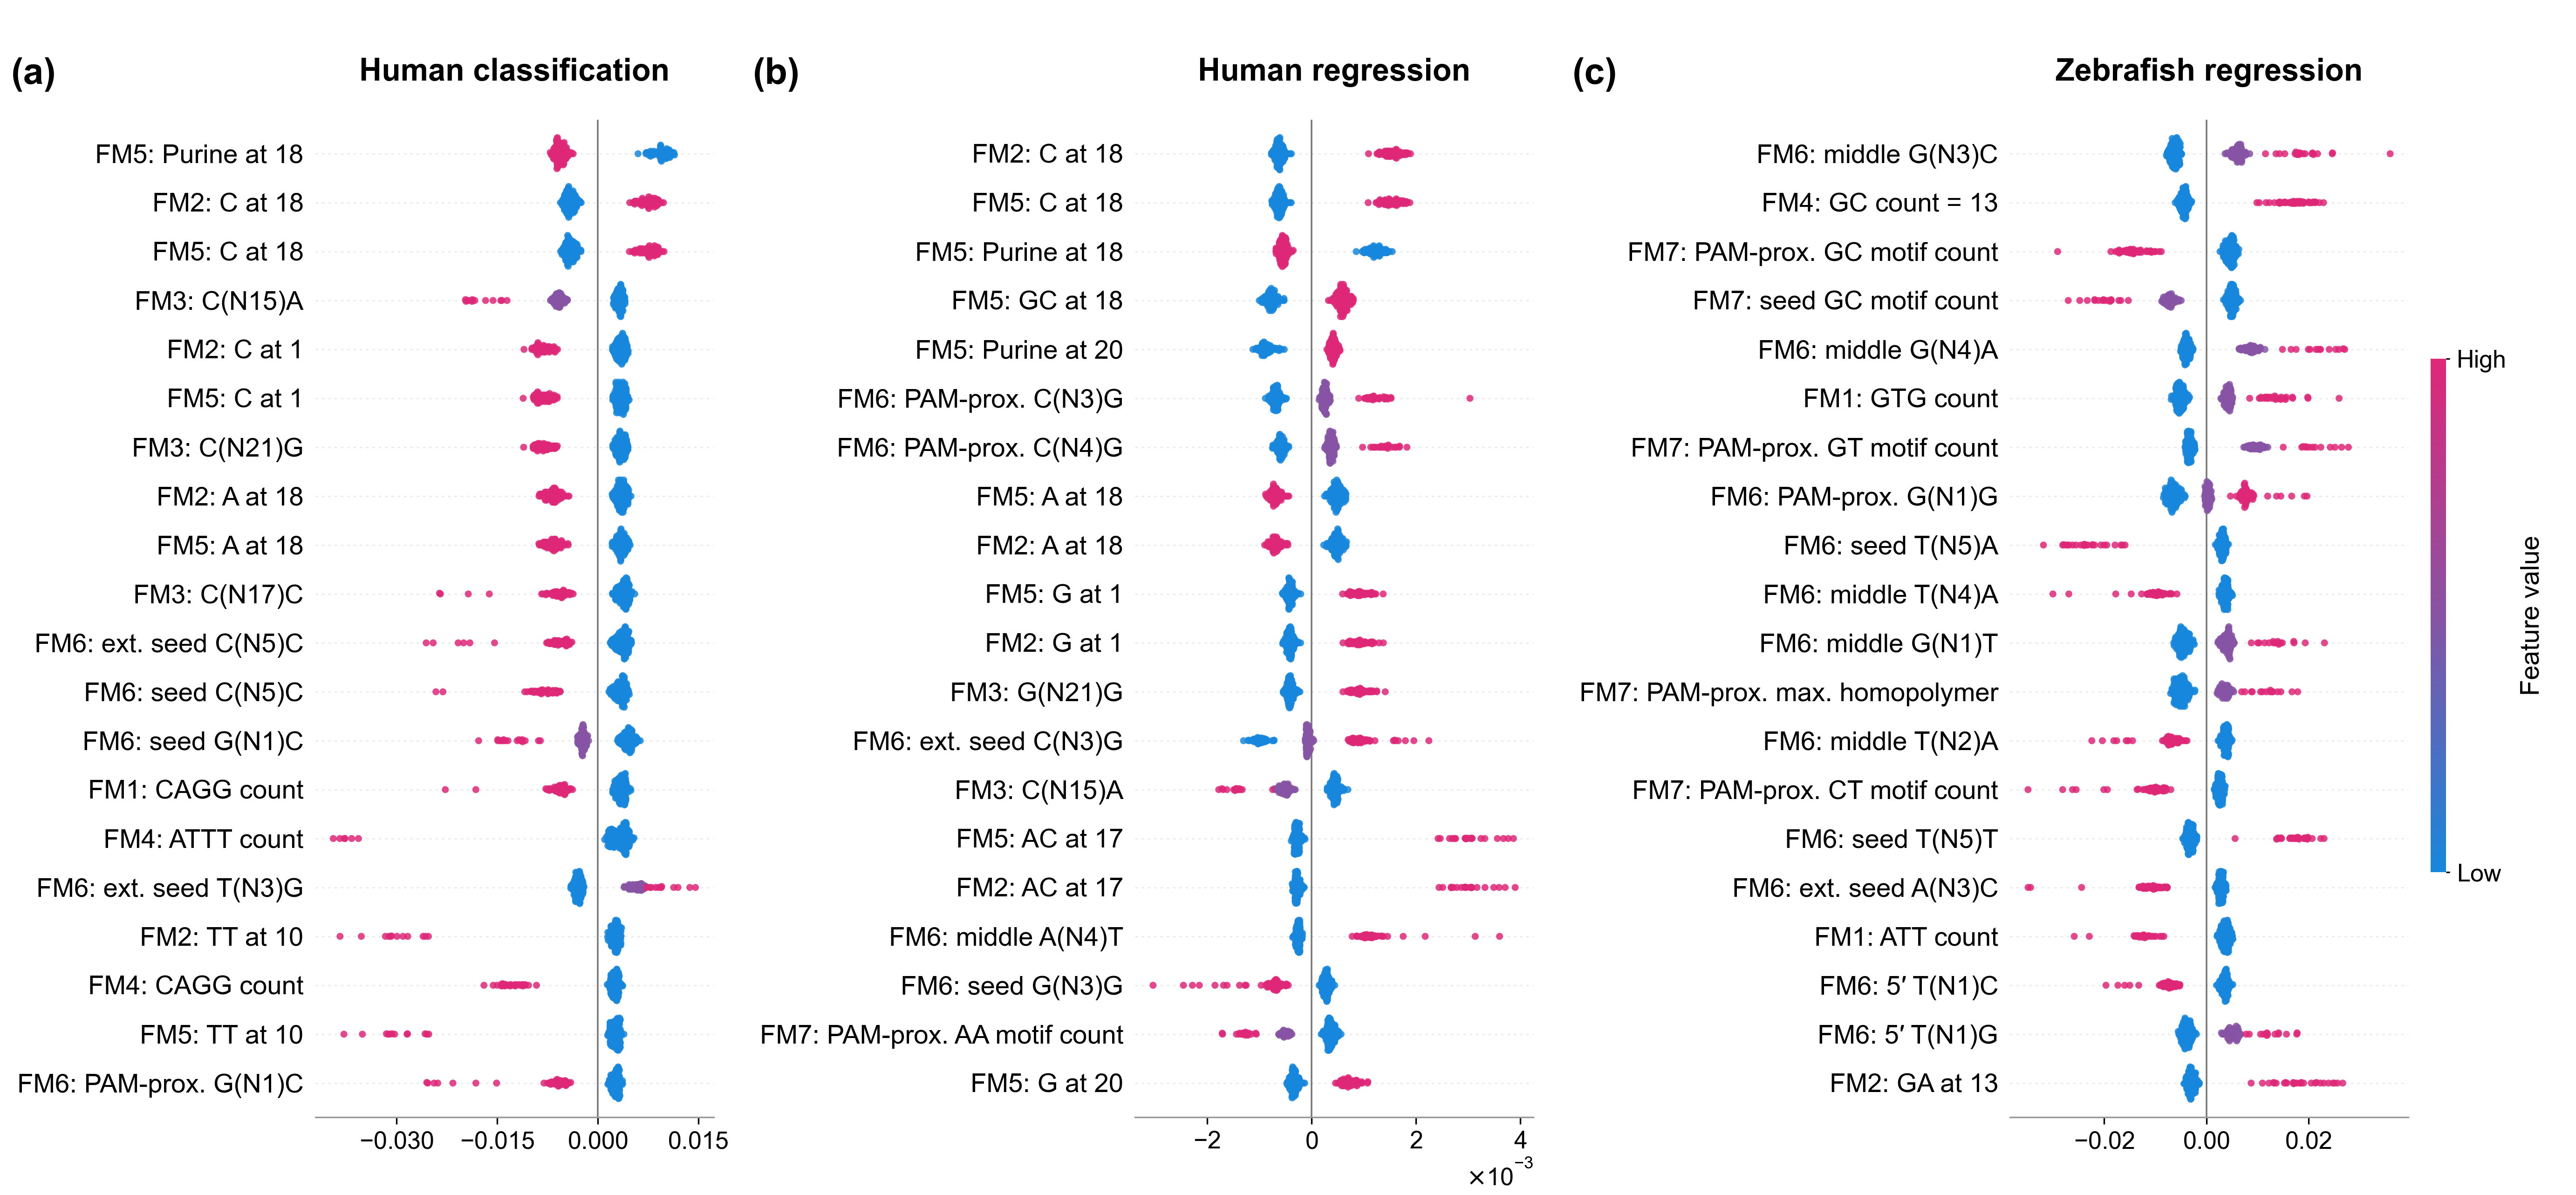 (a)
Human classification
FM5: Purine at 18
FM2: C at 18
FM5: C at 18
FM3: C(N15)A
FM2: C at 1
FM5: C at 1
FM3: C(N21)G
FM2: A at 18
FM5: A at 18
FM3: C(N17)C
FM6: ext. seed C(N5)C
FM6: seed C(N5)C
FM6: seed G(N1)C
FM1: CAGG count
FM4: ATTT count
FM6: ext. seed T(N3)G
FM2: TT at 10
FM4: CAGG count
FM5: TT at 10
FM6: PAM-prox. G(N1)C
−0.030 −0.015 0.000 0.015
(b)
Human regression
FM2: C at 18
FM5: C at 18
FM5: Purine at 18
FM5: GC at 18
FM5: Purine at 20
FM6: PAM-prox. C(N3)G
FM6: PAM-prox. C(N4)G
FM5: A at 18
FM2: A at 18
FM5: G at 1
FM2: G at 1
FM3: G(N21)G
FM6: ext. seed C(N3)G
FM3: C(N15)A
FM5: AC at 17
FM2: AC at 17
FM6: middle A(N4)T
FM6: seed G(N3)G
FM7: PAM-prox. AA motif count
FM5: G at 20
−2 0 2 4
×10−3
(c)
Zebrafish regression
FM6: middle G(N3)C
FM4: GC count = 13
FM7: PAM-prox. GC motif count
FM7: seed GC motif count
FM6: middle G(N4)A
FM1: GTG count
FM7: PAM-prox. GT motif count
FM6: PAM-prox. G(N1)G
FM6: seed T(N5)A
FM6: middle T(N4)A
FM6: middle G(N1)T
FM7: PAM-prox. max. homopolymer
FM6: middle T(N2)A
FM7: PAM-prox. CT motif count
FM6: seed T(N5)T
FM6: ext. seed A(N3)C
FM1: ATT count
FM6: 5′ T(N1)C
FM6: 5′ T(N1)G
FM2: GA at 13
−0.02 0.00 0.02
High
Feature value
Low